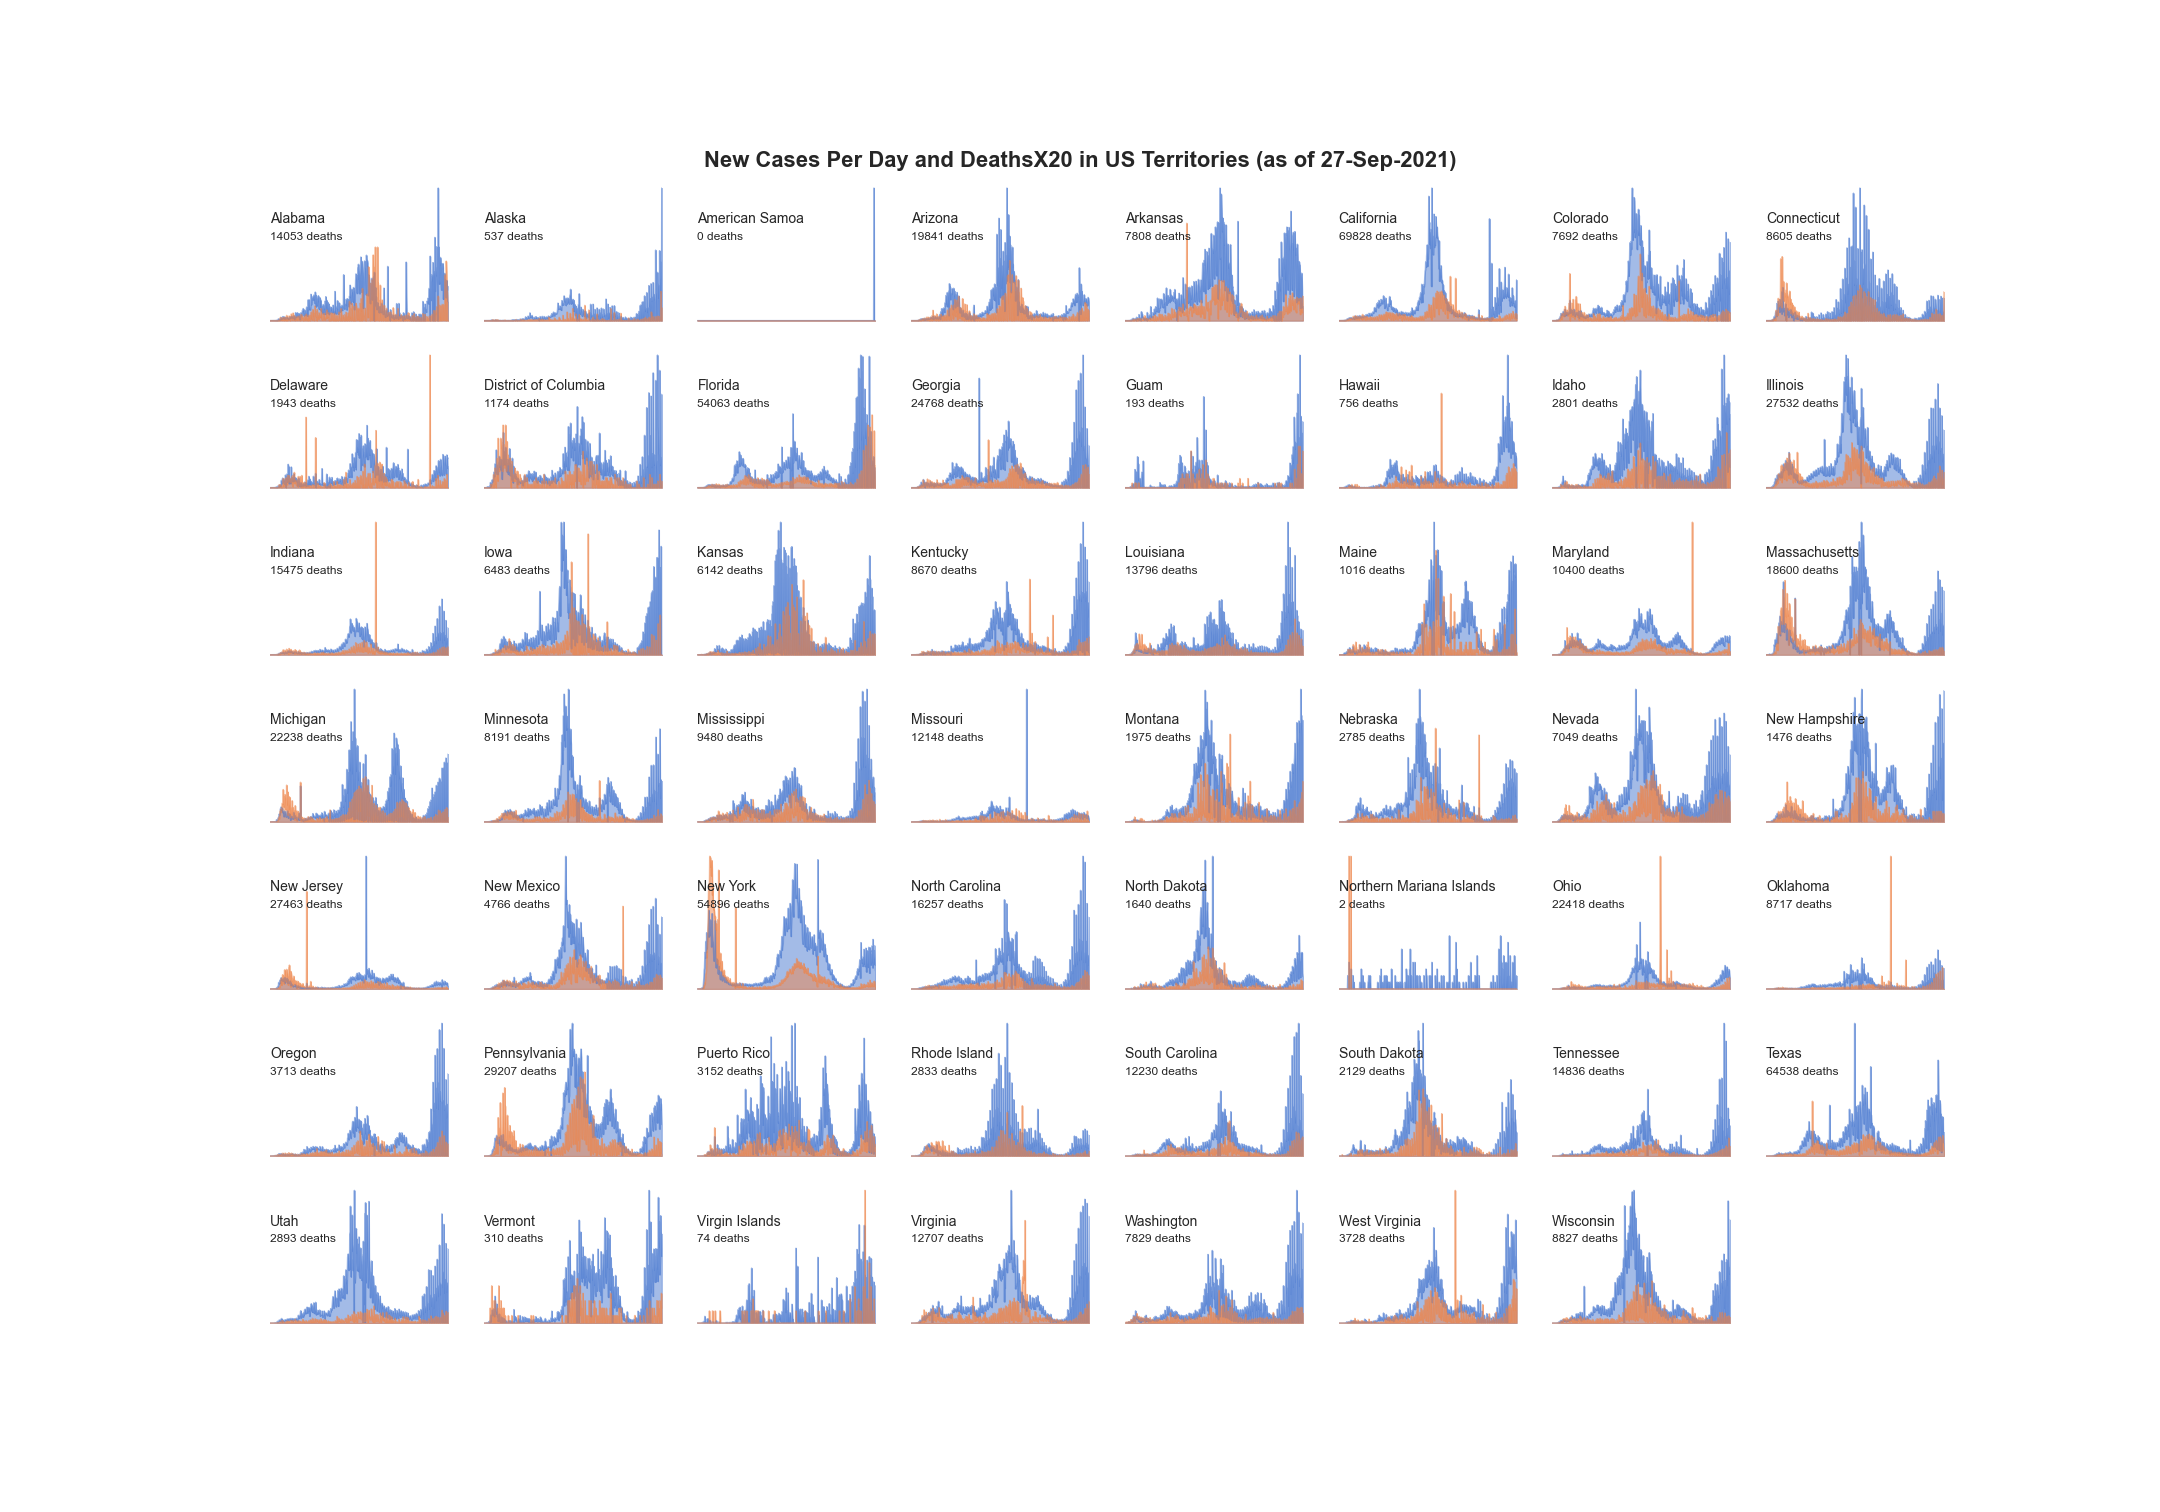 New Cases Per Day and DeathsX20 in US Territories (as of 27-Sep-2021)
Alabama
14053 deaths
Alaska
537 deaths
American Samoa
0 deaths
Arizona
19841 deaths
Arkansas
7808 deaths
California
69828 deaths
Colorado
7692 deaths
Connecticut
8605 deaths
Delaware
1943 deaths
District of Columbia
1174 deaths
Florida
54063 deaths
Georgia
24768 deaths
Guam
193 deaths
Hawaii
756 deaths
Idaho
2801 deaths
Illinois
27532 deaths
Indiana
15475 deaths
Iowa
6483 deaths
Kansas
6142 deaths
Kentucky
8670 deaths
Louisiana
13796 deaths
Maine
1016 deaths
Maryland
10400 deaths
Massachusetts
18600 deaths
Michigan
22238 deaths
Minnesota
8191 deaths
Mississippi
9480 deaths
Missouri
12148 deaths
Montana
1975 deaths
Nebraska
2785 deaths
Nevada
7049 deaths
New Hampshire
1476 deaths
New Jersey
27463 deaths
New Mexico
4766 deaths
New York
54896 deaths
North Carolina
16257 deaths
North Dakota
1640 deaths
Northern Mariana Islands
2 deaths
Ohio
22418 deaths
Oklahoma
8717 deaths
Oregon
3713 deaths
Pennsylvania
29207 deaths
Puerto Rico
3152 deaths
Rhode Island
2833 deaths
South Carolina
12230 deaths
South Dakota
2129 deaths
Tennessee
14836 deaths
Texas
64538 deaths
Utah
2893 deaths
Vermont
310 deaths
Virgin Islands
74 deaths
Virginia
12707 deaths
Washington
7829 deaths
West Virginia
3728 deaths
Wisconsin
8827 deaths